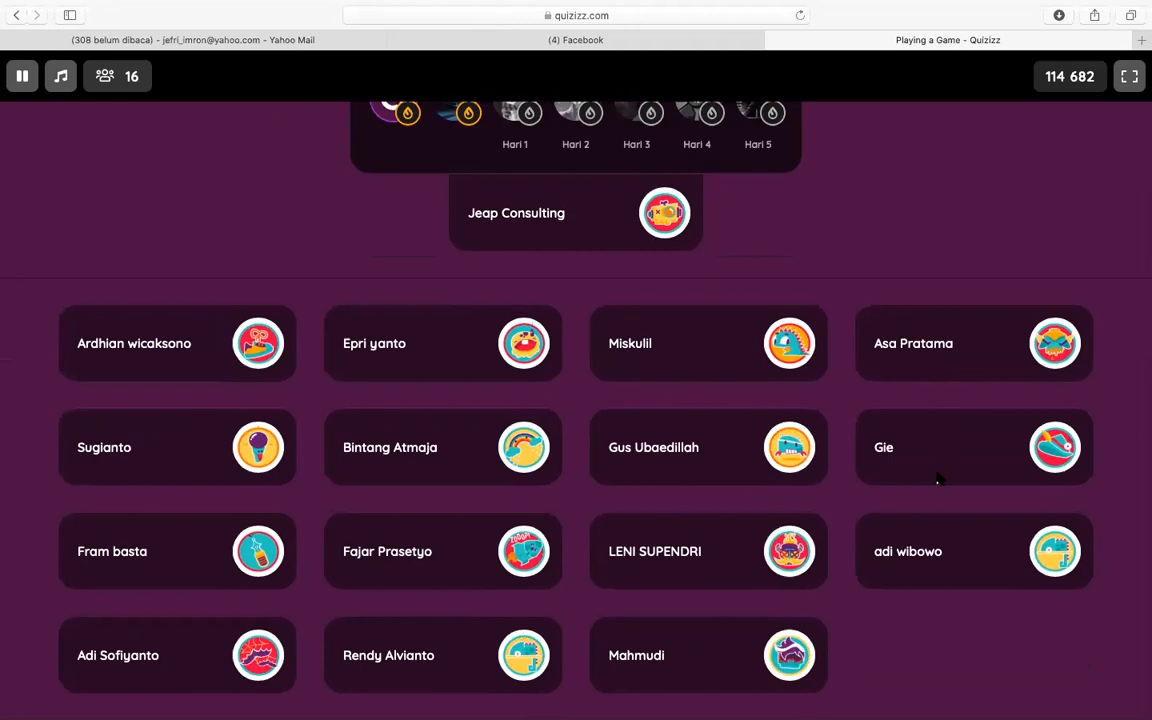 quizizz.com
(308 belum dibaca) - jefri_imron@yahoo.com - Yahoo Mail
(4) Facebook
Playing a Game - Quizizz
16
114 682
Hari 1
Hari 2
Hari 3
Hari 4
Hari 5
Jeap Consulting
Ardhian wicaksono
Epri yanto
Miskulil
Asa Pratama
Sugianto
Bintang Atmaja
Gus Ubaedillah
Gie
Fram basta
Fajar Prasetyo
LENI SUPENDRI
adi wibowo
Adi Sofiyanto
Rendy Alvianto
Mahmudi